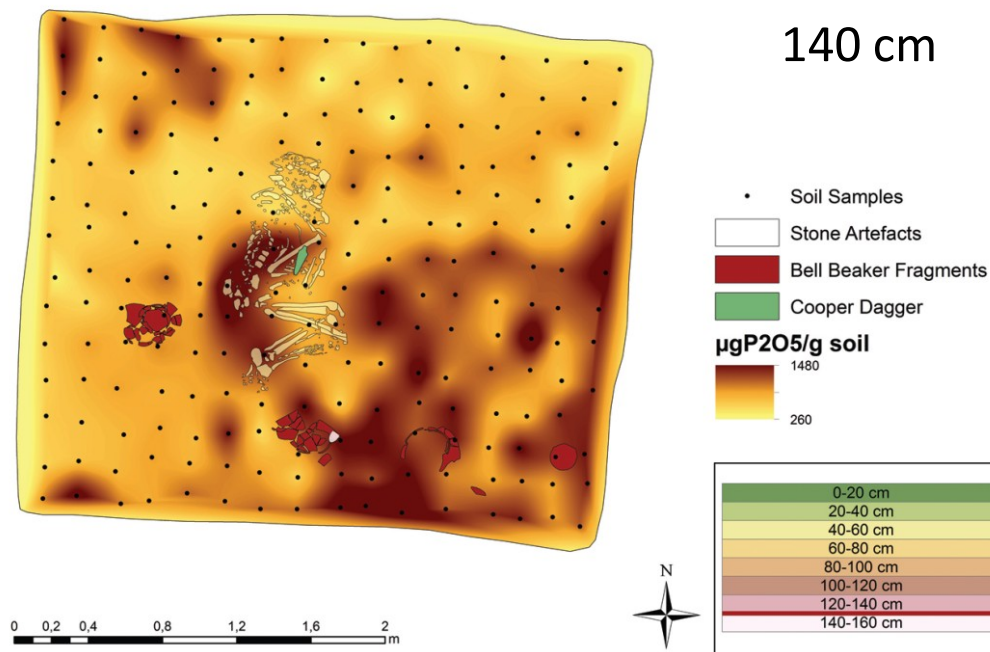 140 cm
Soil Samples
Stone Artefacts
Bell Beaker Fragments
Cooper Dagger
µgP2O5/g soil
1480
260
0-20 cm
20-40 cm
40-60 cm
60-80 cm
80-100 cm
100-120 cm
120-140 cm
140-160 cm
N
0 0,2 0,4 0,8 1,2 1,6 2
m